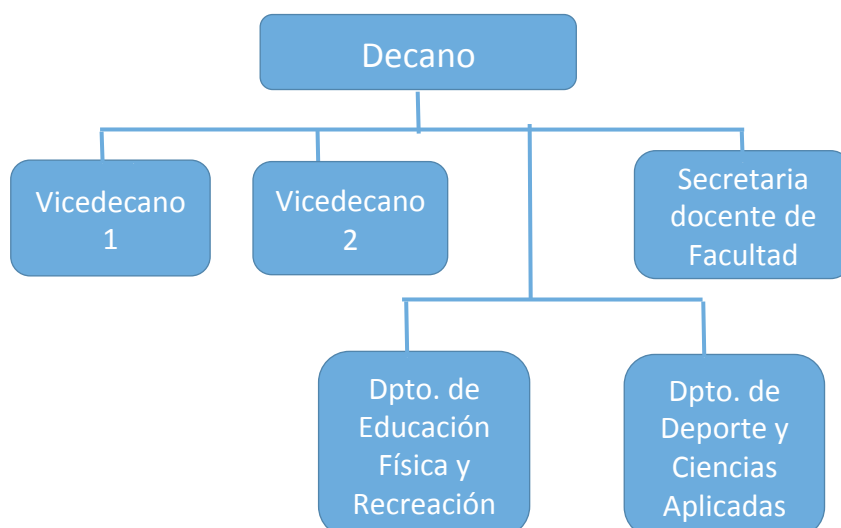 Decano
Vicedecano
1
Vicedecano
2
Secretaria
docente de
Facultad
Dpto. de
Educación
Física y
Recreación
Dpto. de
Deporte y
Ciencias
Aplicadas